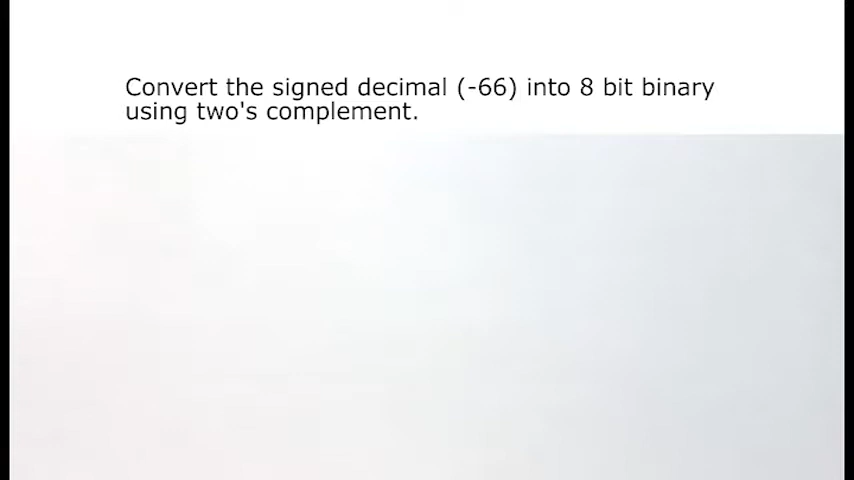 Convert the signed decimal (-66) into 8 bit binary
using two's complement.